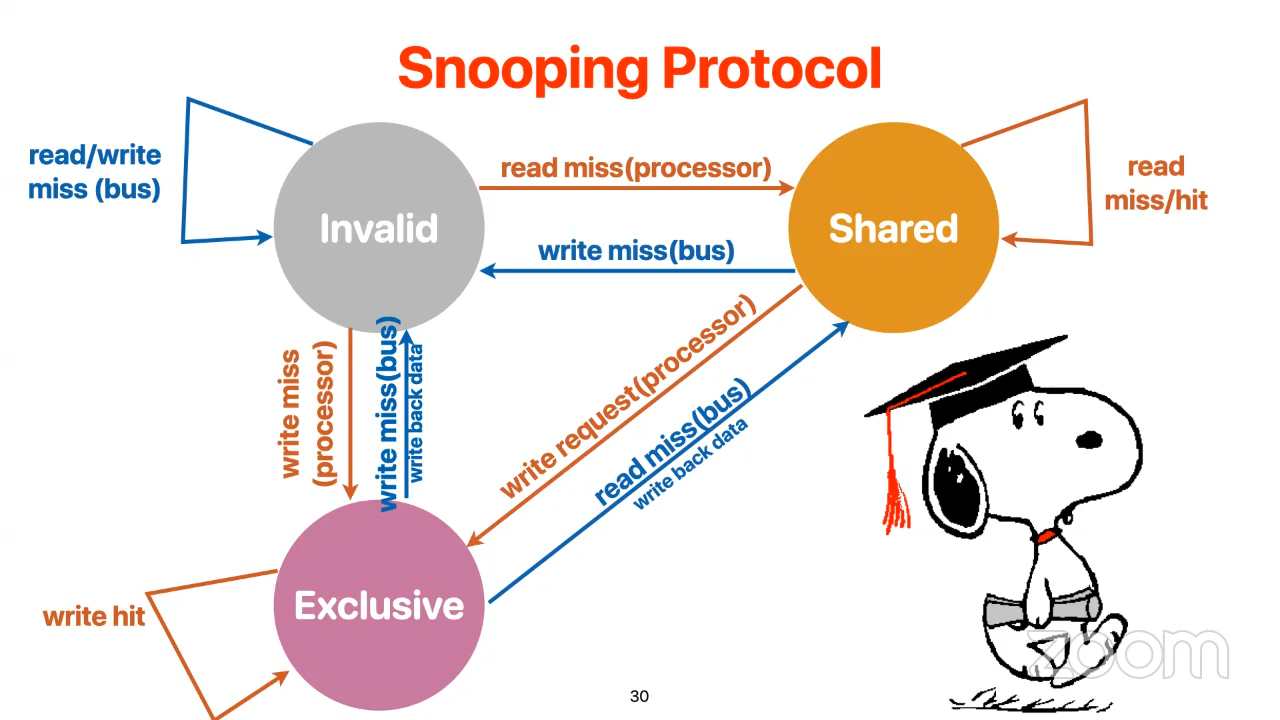 Snooping Protocol
read/write
miss (bus)
Invalid
read miss(processor)
write miss(bus)
Shared
read
miss/hit
write miss
(processor)
write miss(bus)
write back data
write request(processor)
read miss(bus)
write back data
write hit
Exclusive
zoom
30